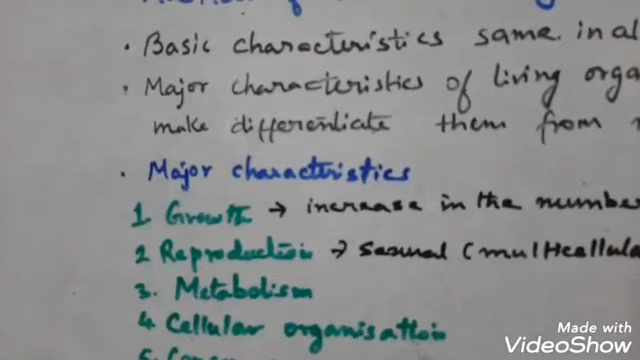 Basic characteristics same in al
Major characteristics of living orga
make differentiate them from
Major characteristics
1. Growth → increase in the number
2 Reproduction → Sexual (multicellula
3. Metabolism
4. Cellular organisation
5.
Made with
VideoShow